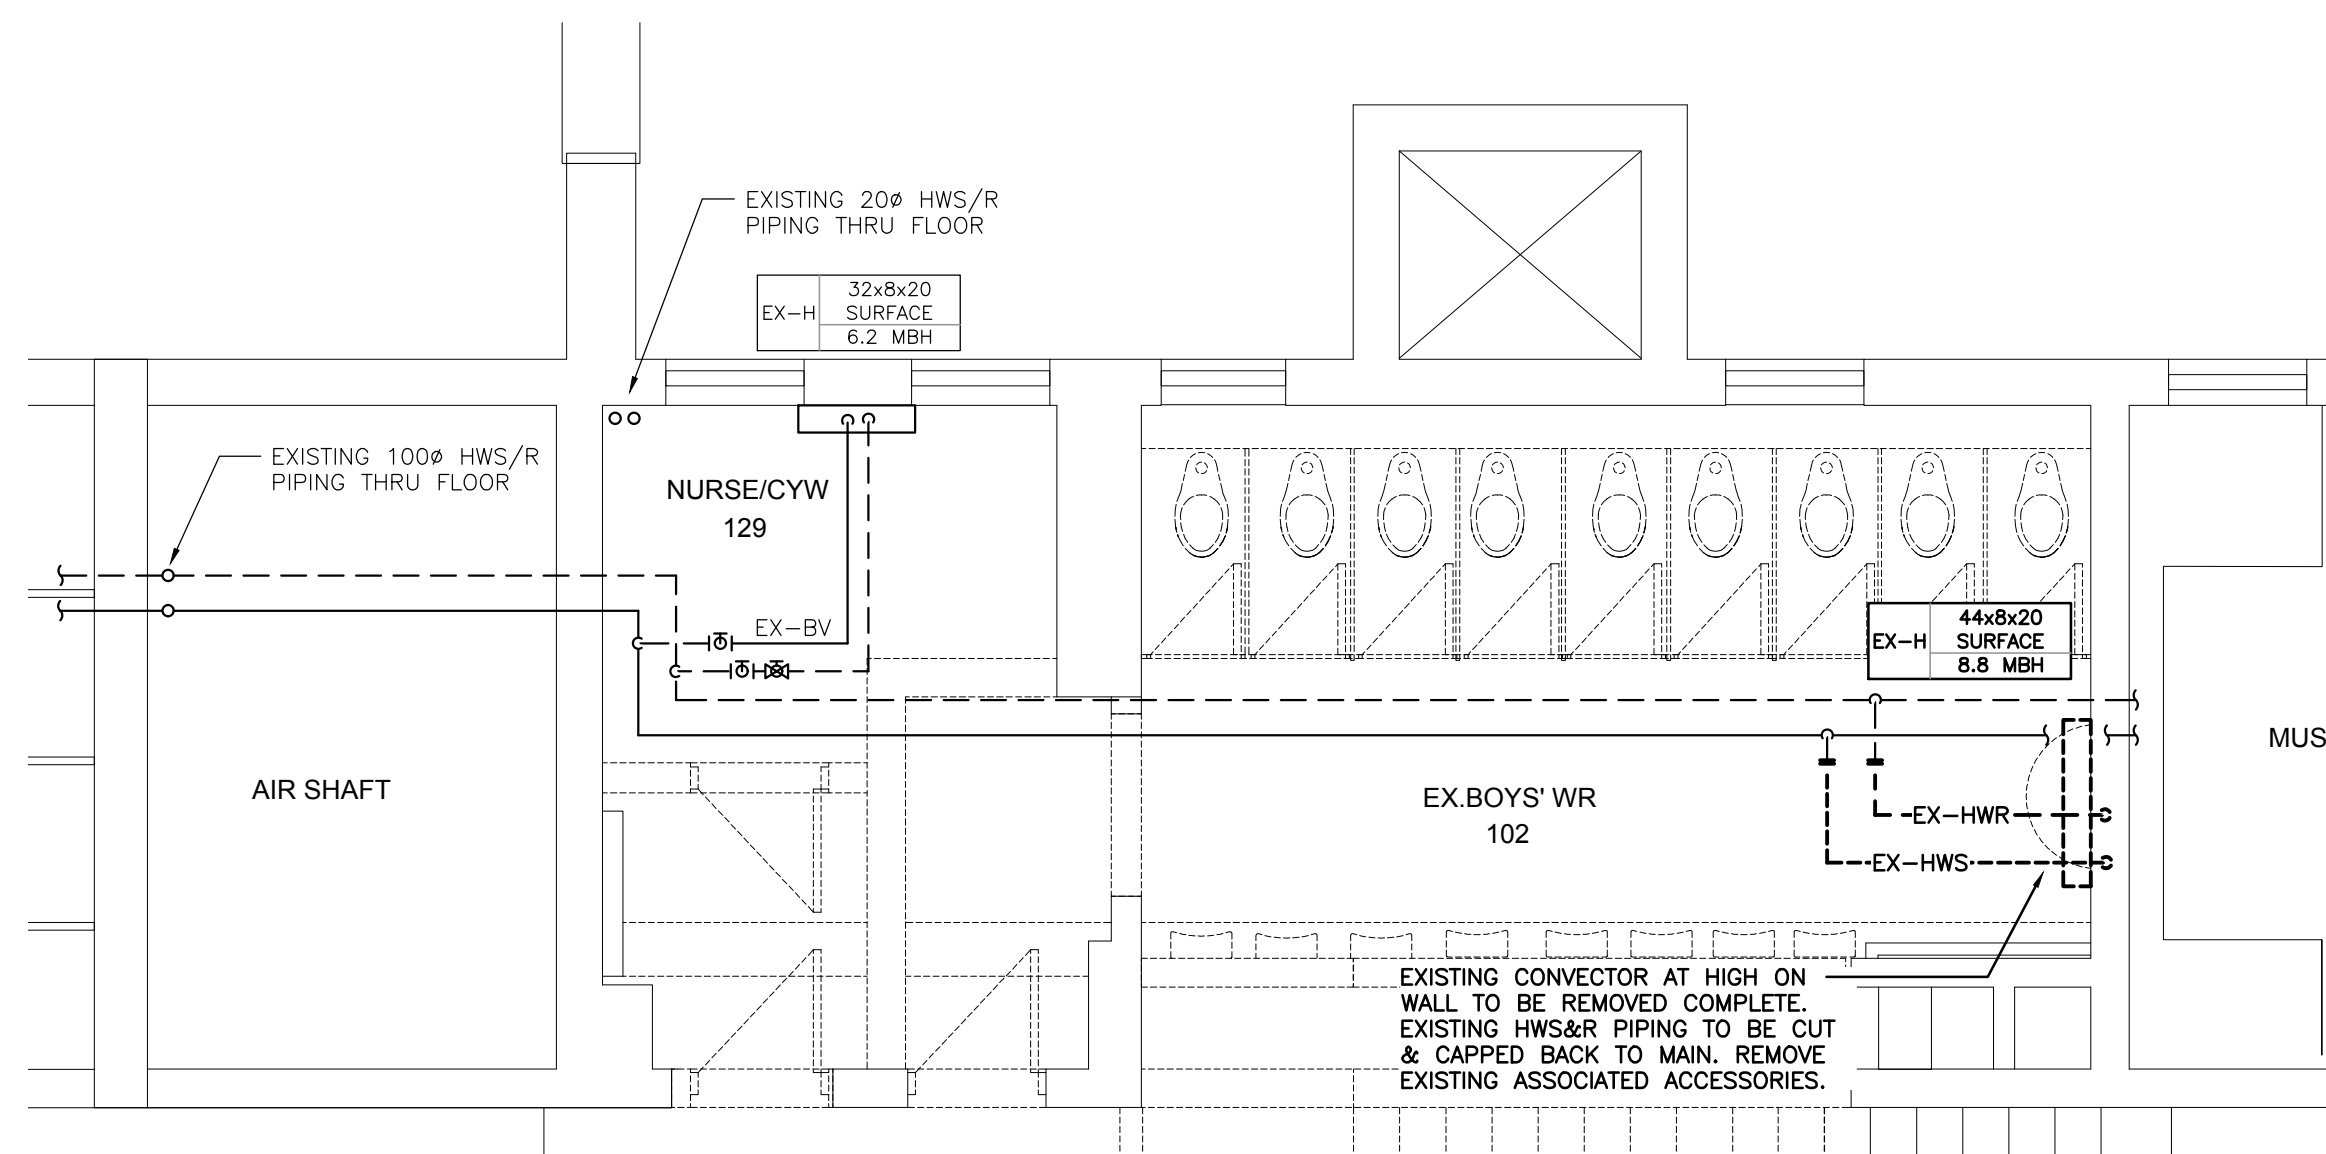 EXISTING 20ø HWS/R
PIPING THRU FLOOR
EX-H
32x8x20
SURFACE
6.2 MBH
EXISTING 100ø HWS/R
PIPING THRU FLOOR
NURSE/CYW
129
EX-BV
44x8x20
EX-H
SURFACE
8.8 MBH
MUS
AIR SHAFT
EX.BOYS' WR
102
EX-HWR
EX-HWS
EXISTING CONVECTOR AT HIGH ON
WALL TO BE REMOVED COMPLETE.
EXISTING HWS&R PIPING TO BE CUT
& CAPPED BACK TO MAIN. REMOVE
EXISTING ASSOCIATED ACCESSORIES.